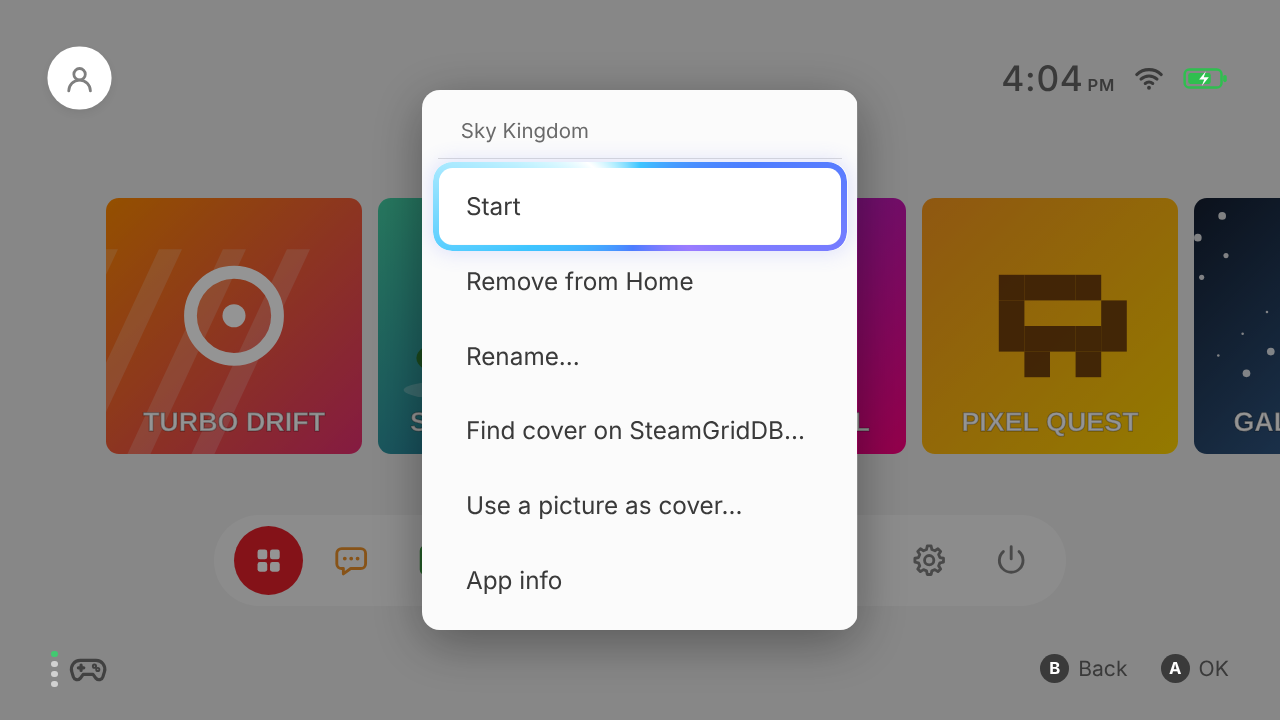 4:04 PM
Sky Kingdom
Start
Remove from Home
Rename...
Find cover on SteamGridDB...
Use a picture as cover...
App info
TURBO DRIFT
S
L
PIXEL QUEST
GAL
B Back
A OK